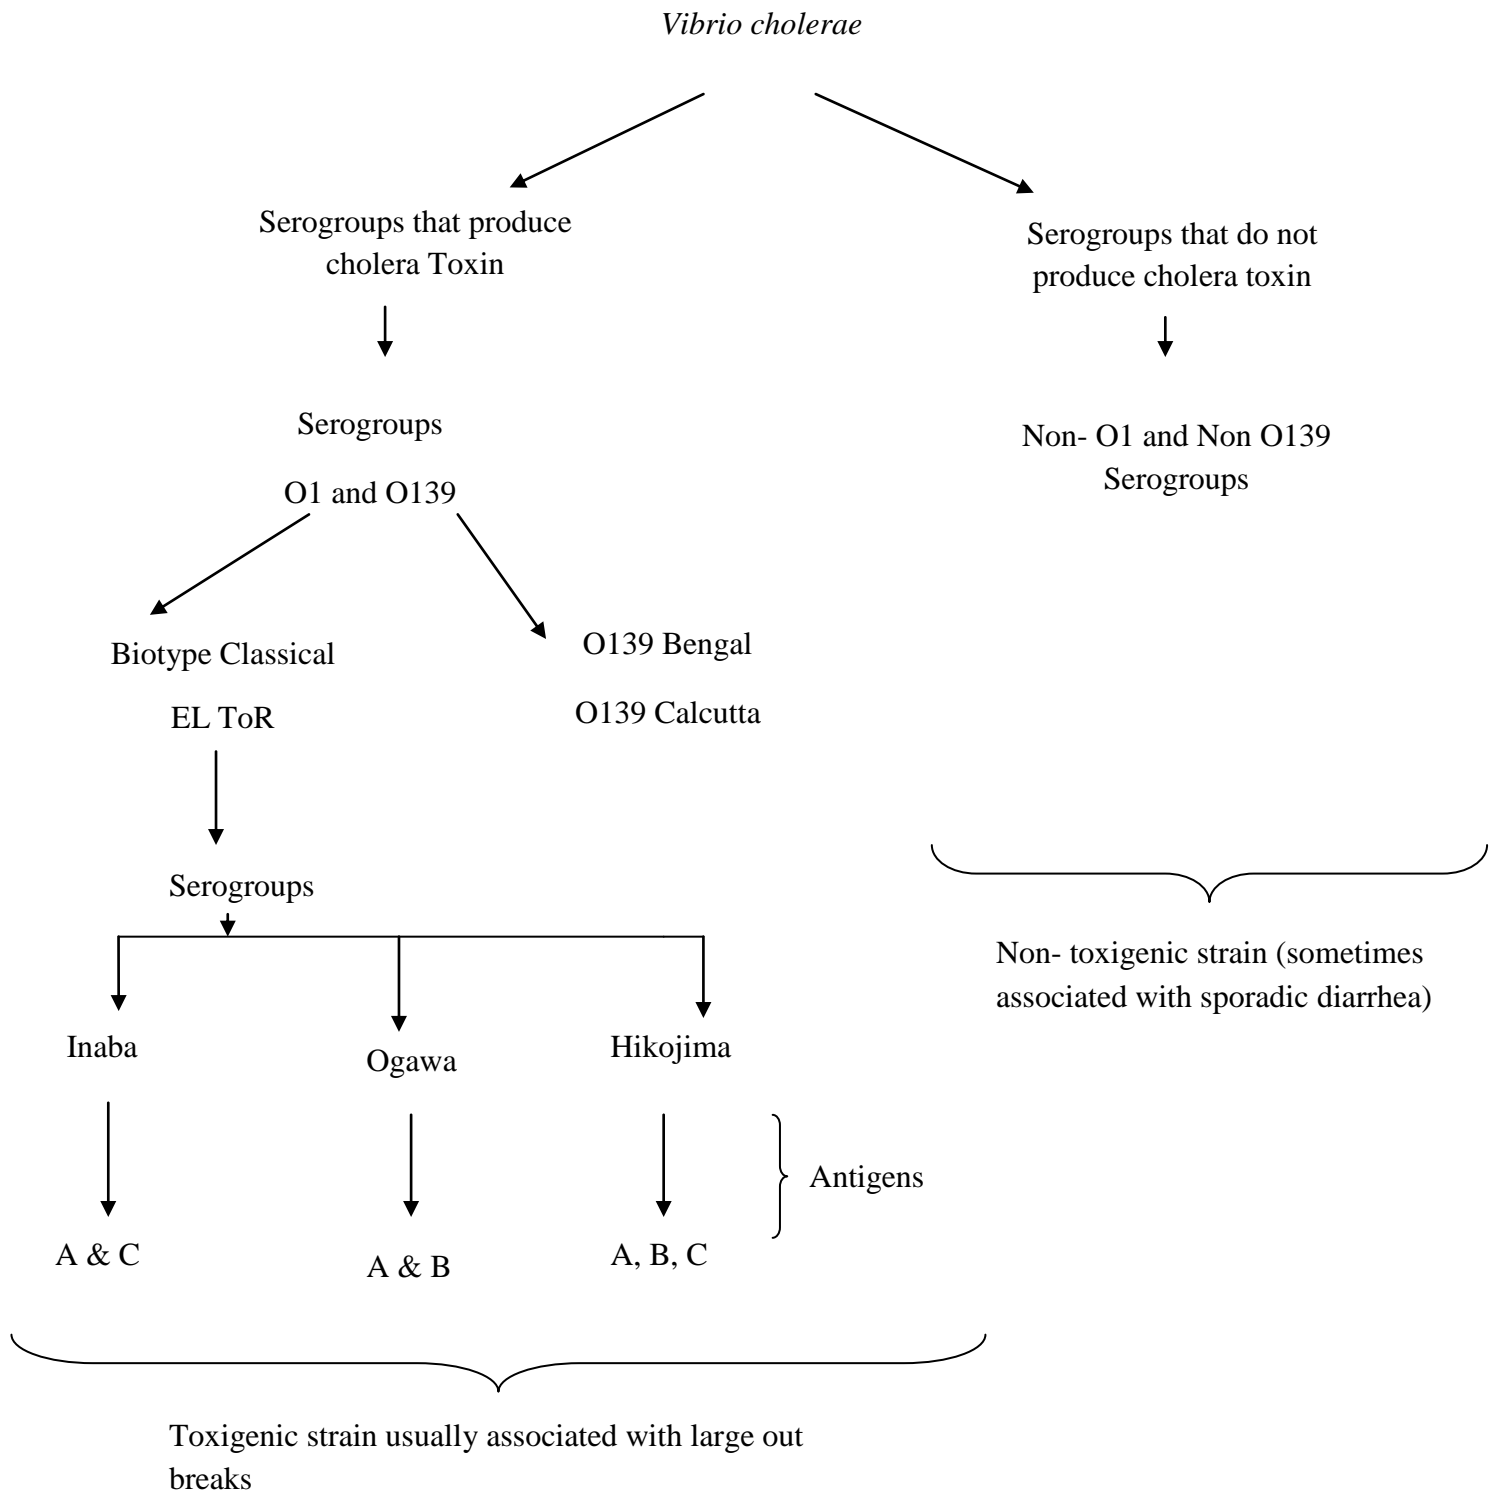 Vibrio cholerae
Serogroups that produce
cholera Toxin
Serogroups that do not
produce cholera toxin
Serogroups
O1 and O139
Non- O1 and Non O139
Serogroups
Biotype Classical
EL ToR
O139 Bengal
O139 Calcutta
Serogroups
Inaba
Ogawa
Hikojima
A & C
A & B
A, B, C
Antigens
Non- toxigenic strain (sometimes
associated with sporadic diarrhea)
Toxigenic strain usually associated with large out
breaks